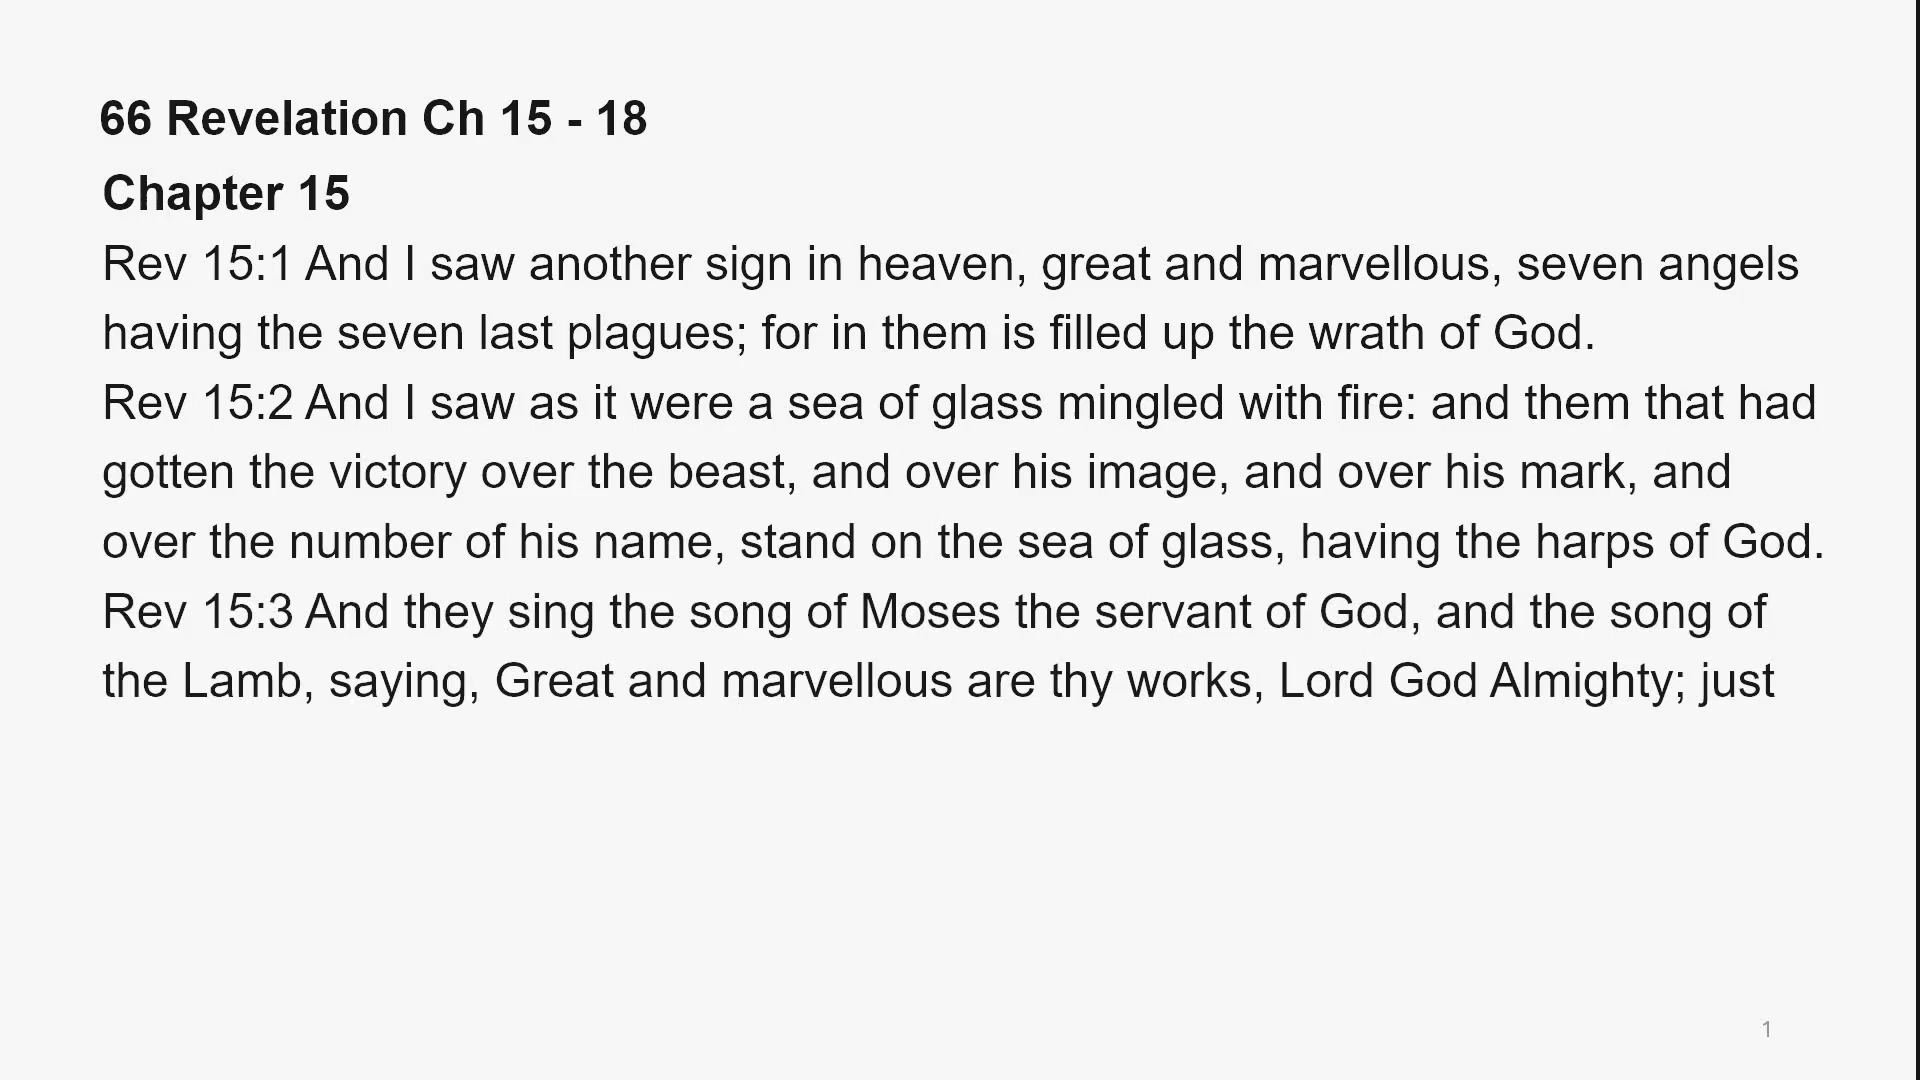 66 Revelation Ch 15 - 18
Chapter 15
Rev 15:1 And I saw another sign in heaven, great and marvellous, seven angels
having the seven last plagues; for in them is filled up the wrath of God.
Rev 15:2 And I saw as it were a sea of glass mingled with fire: and them that had
gotten the victory over the beast, and over his image, and over his mark, and
over the number of his name, stand on the sea of glass, having the harps of God.
Rev 15:3 And they sing the song of Moses the servant of God, and the song of
the Lamb, saying, Great and marvellous are thy works, Lord God Almighty; just
1